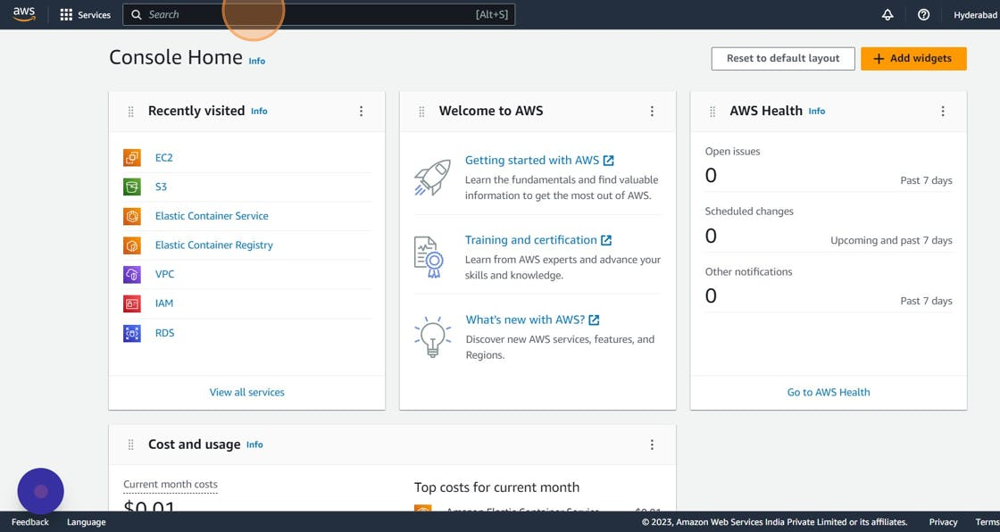 aws
Services
Search
[Alt+S]
Hyderabad
Console Home Info
Reset to default layout
+ Add widgets
Recently visited Info
EC2
S3
Elastic Container Service
Elastic Container Registry
VPC
IAM
RDS
View all services
Welcome to AWS
Getting started with AWS
Learn the fundamentals and find valuable
information to get the most out of AWS.
Training and certification
Learn from AWS experts and advance your
skills and knowledge.
What's new with AWS?
Discover new AWS services, features, and
Regions.
AWS Health Info
Open issues
0
Past 7 days
Scheduled changes
0
Upcoming and past 7 days
Other notifications
0
Past 7 days
Go to AWS Health
Cost and usage Info
Current month costs
$0.01
Top costs for current month
Amazon Elastic Container Service
$0.01
Feedback
Language
© 2023, Amazon Web Services India Private Limited or its affiliates.
Privacy
Terms